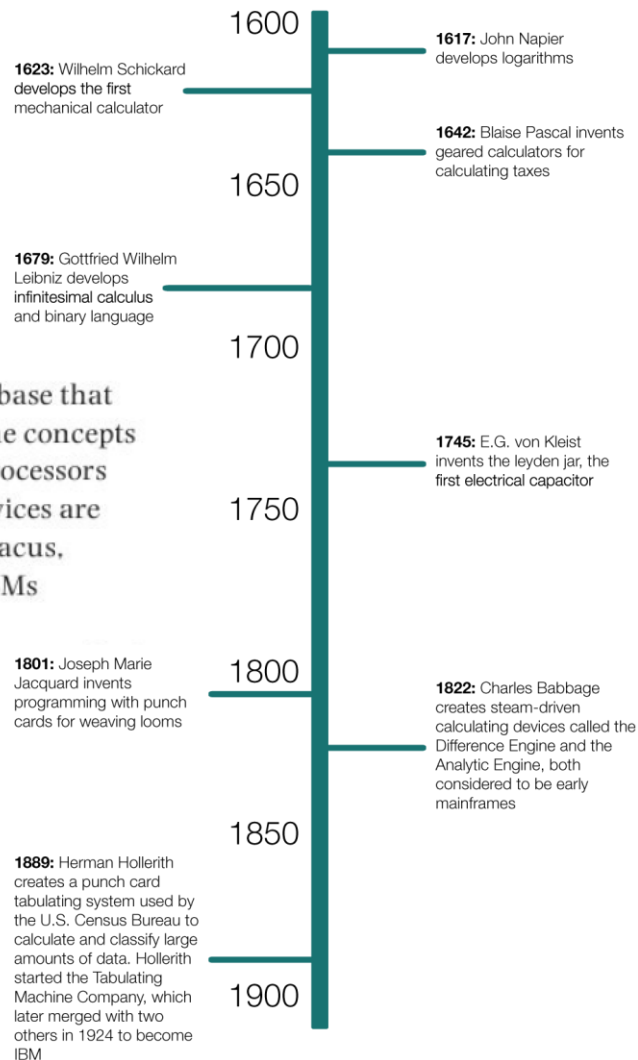 1600
1617: John Napier
develops logarithms
1623: Wilhelm Schickard
develops the first
mechanical calculator
1642: Blaise Pascal invents
geared calculators for
calculating taxes
1650
1679: Gottfried Wilhelm
Leibniz develops
infinitesimal calculus
and binary language
1700
base that
concepts
vices are
Ms
1745: E.G. von Kleist
invents the leyden jar, the
first electrical capacitor
1750
1801: Joseph Marie
Jacquard invents
programming with punch
cards for weaving looms
1800
1822: Charles Babbage
creates steam-driven
calculating devices called the
Difference Engine and the
Analytic Engine, both
considered to be early
mainframes
1850
1889: Herman Hollerith
creates a punch card
tabulating system used by
the U.S. Census Bureau to
calculate and classify large
amounts of data. Hollerith
started the Tabulating
Machine Company, which
later merged with two
others in 1924 to become
IBM
1900